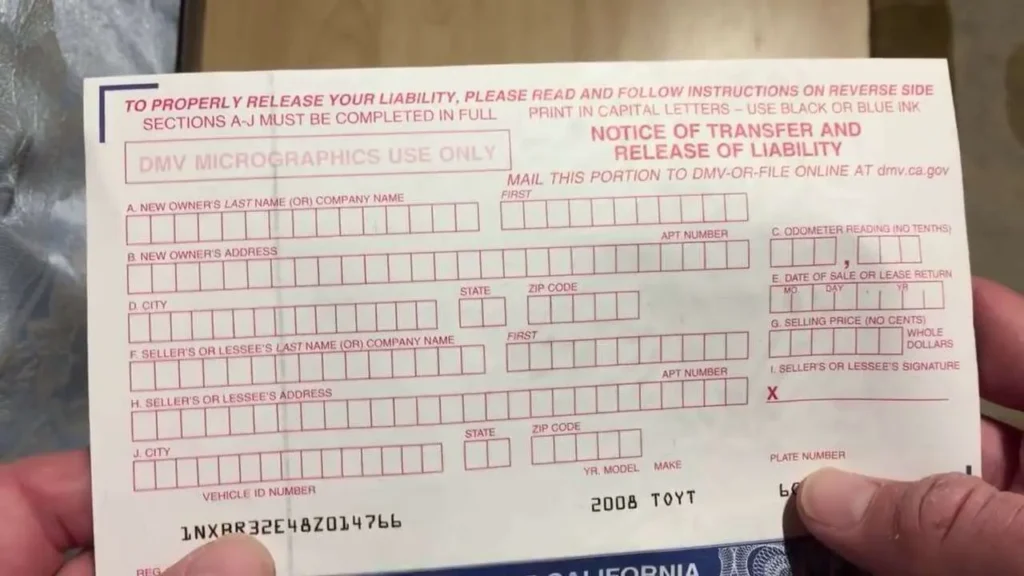 TO PROPERLY RELEASE YOUR LIABILITY, PLEASE READ AND FOLLOW INSTRUCTIONS ON REVERSE SIDE
SECTIONS A-J MUST BE COMPLETED IN FULL
PRINT IN CAPITAL LETTERS – USE BLACK OR BLUE INK
DMV MICROGRAPHICS USE ONLY
NOTICE OF TRANSFER AND
RELEASE OF LIABILITY
MAIL THIS PORTION TO DMV-OR-FILE ONLINE AT dmv.ca.gov
A. NEW OWNER'S LAST NAME (OR) COMPANY NAME
FIRST
B. NEW OWNER'S ADDRESS
APT NUMBER
C. ODOMETER READING (NO TENTHS)
,
D. CITY
STATE
ZIP CODE
E. DATE OF SALE OR LEASE RETURN
MO DAY YR
F. SELLER'S OR LESSEE'S LAST NAME (OR) COMPANY NAME
FIRST
G. SELLING PRICE (NO CENTS)
WHOLE
DOLLARS
H. SELLER'S OR LESSEE'S ADDRESS
APT NUMBER
I. SELLER'S OR LESSEE'S SIGNATURE
X
J. CITY
STATE
ZIP CODE
VEHICLE ID NUMBER
YR. MODEL
MAKE
PLATE NUMBER
1NXBR32E48Z014766
2008 TOYT
REG
CALIFORNIA